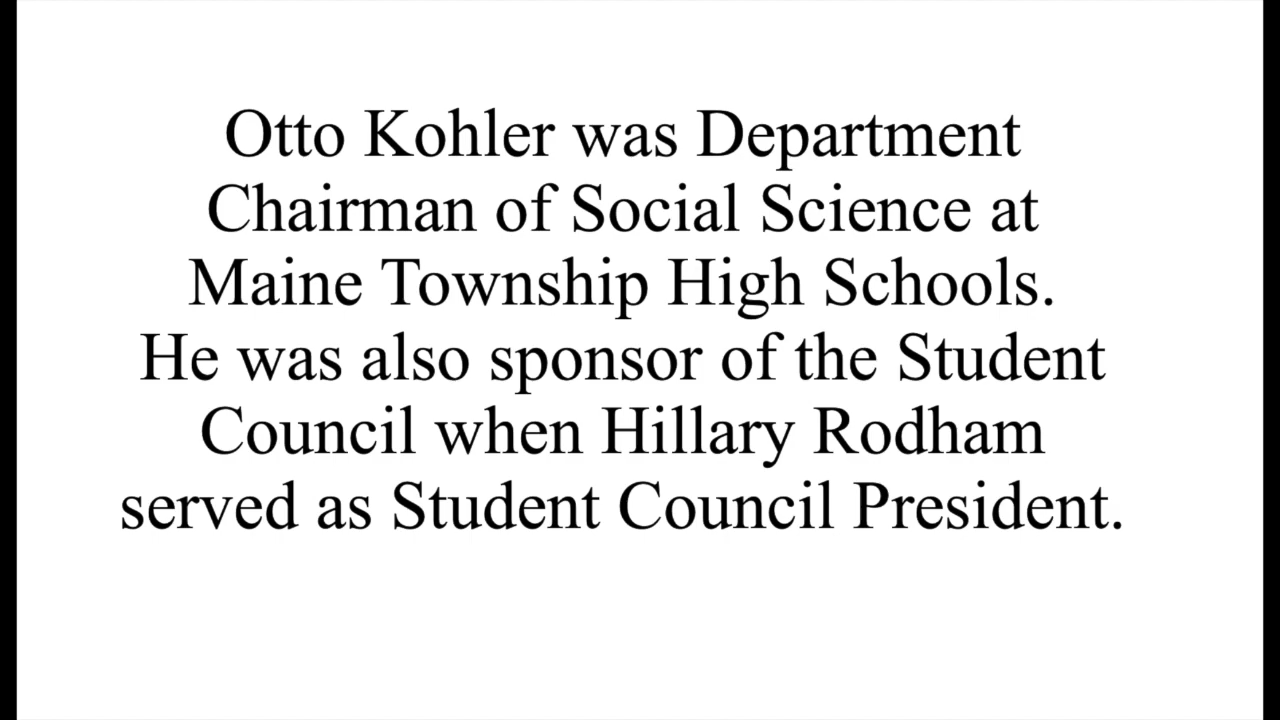 Otto Kohler was Department
Chairman of Social Science at
Maine Township High Schools.
He was also sponsor of the Student
Council when Hillary Rodham
served as Student Council President.